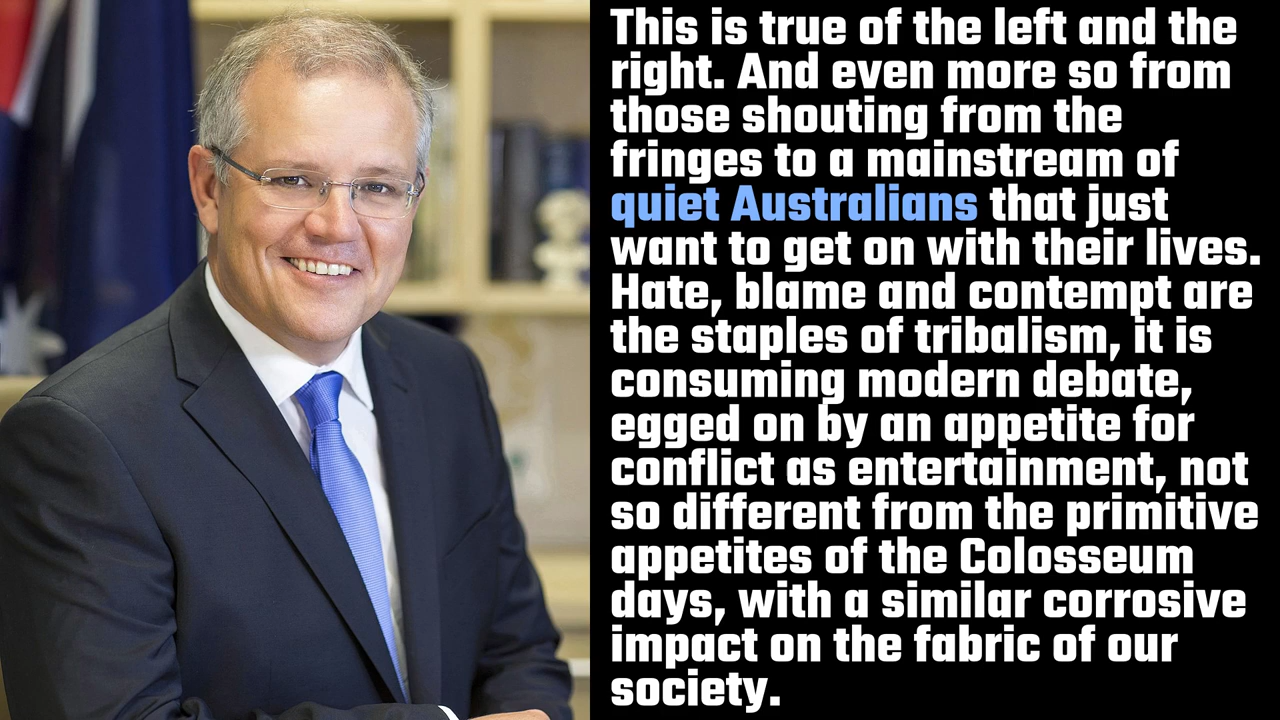 This is true of the left and the
right. And even more so from
those shouting from the
fringes to a mainstream of
quiet Australians that just
want to get on with their lives.
Hate, blame and contempt are
the staples of tribalism, it is
consuming modern debate,
egged on by an appetite for
conflict as entertainment, not
so different from the primitive
appetites of the Colosseum
days, with a similar corrosive
impact on the fabric of our
society.